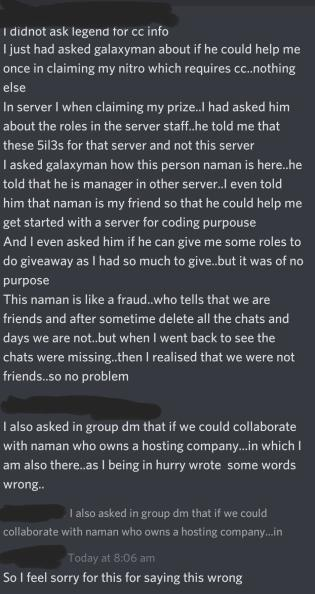 I didnot ask legend for cc info
I just had asked galaxyman about if he could help me
once in claiming my nitro which requires cc..nothing
else
In server I when claiming my prize..I had asked him
about the roles in the server staff..he told me that
these 5il3s for that server and not this server
I asked galaxyman how this person naman is here..he
told that he is manager in other server..I even told
him that naman is my friend so that he could help me
get started with a server for coding purpouse
And I even asked him if he can give me some roles to
do giveaway as I had so much to give..but it was of no
purpose
This naman is like a fraud..who tells that we are
friends and after sometime delete all the chats and
days we are not..but when I went back to see the
chats were missing..then I realised that we were not
friends..so no problem
I also asked in group dm that if we could collaborate
with naman who owns a hosting company...in which I
am also there..as I being in hurry wrote some words
wrong..
I also asked in group dm that if we could
collaborate with naman who owns a hosting company...in
Today at 8:06 am
So I feel sorry for this for saying this wrong